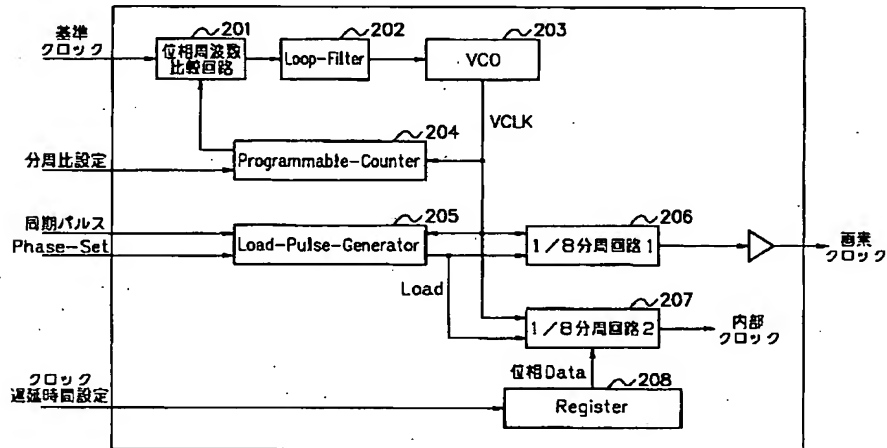 基準
クロック
201
位相周波数
比較回路
202
Loop-Filter
203
VCO
VCLK
204
分周比設定
Programmable-Counter
同期パルス
Phase-Set
205
Load-Pulse-Generator
Load
206
1/8分周回路1
画素
クロック
207
1/8分周回路2
内部
クロック
位相Data
クロック
遅延時間設定
208
Register